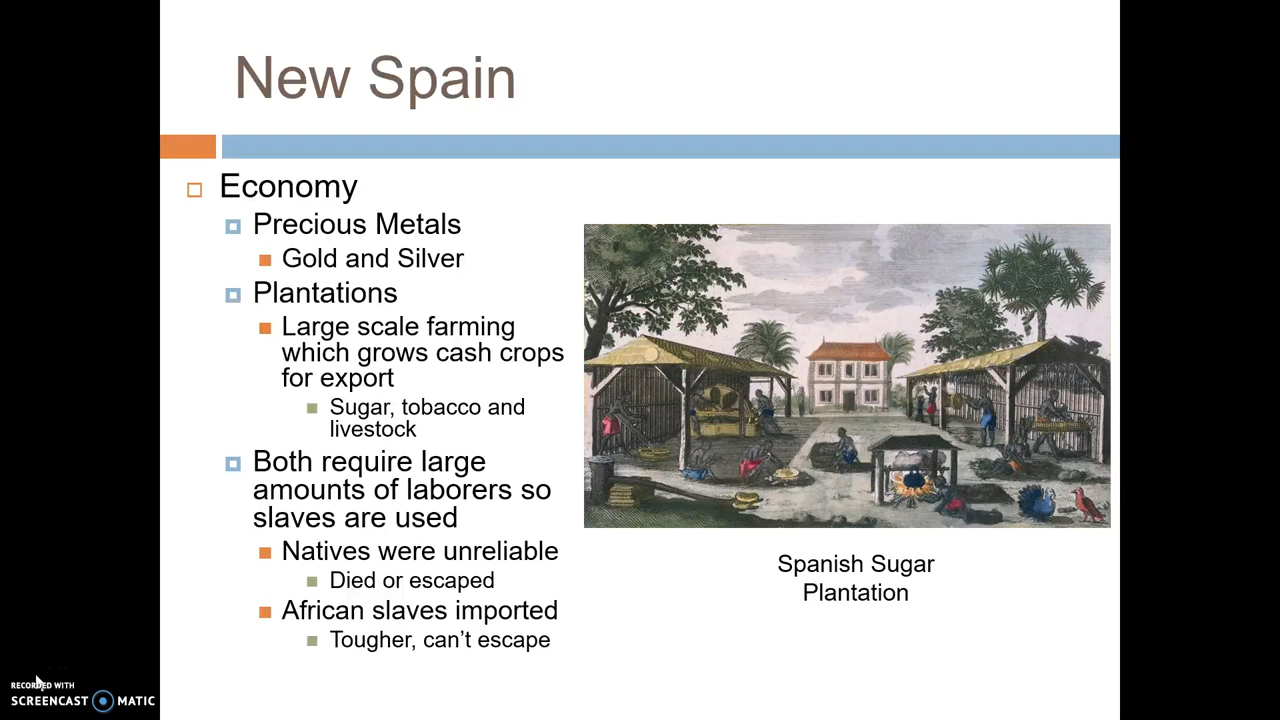 New Spain
Economy
Precious Metals
Gold and Silver
Plantations
Large scale farming
which grows cash crops
for export
Sugar, tobacco and
livestock
Both require large
amounts of laborers so
slaves are used
Natives were unreliable
Died or escaped
African slaves imported
Tougher, can’t escape
Spanish Sugar
Plantation
RECORDED WITH
SCREENCAST MATIC